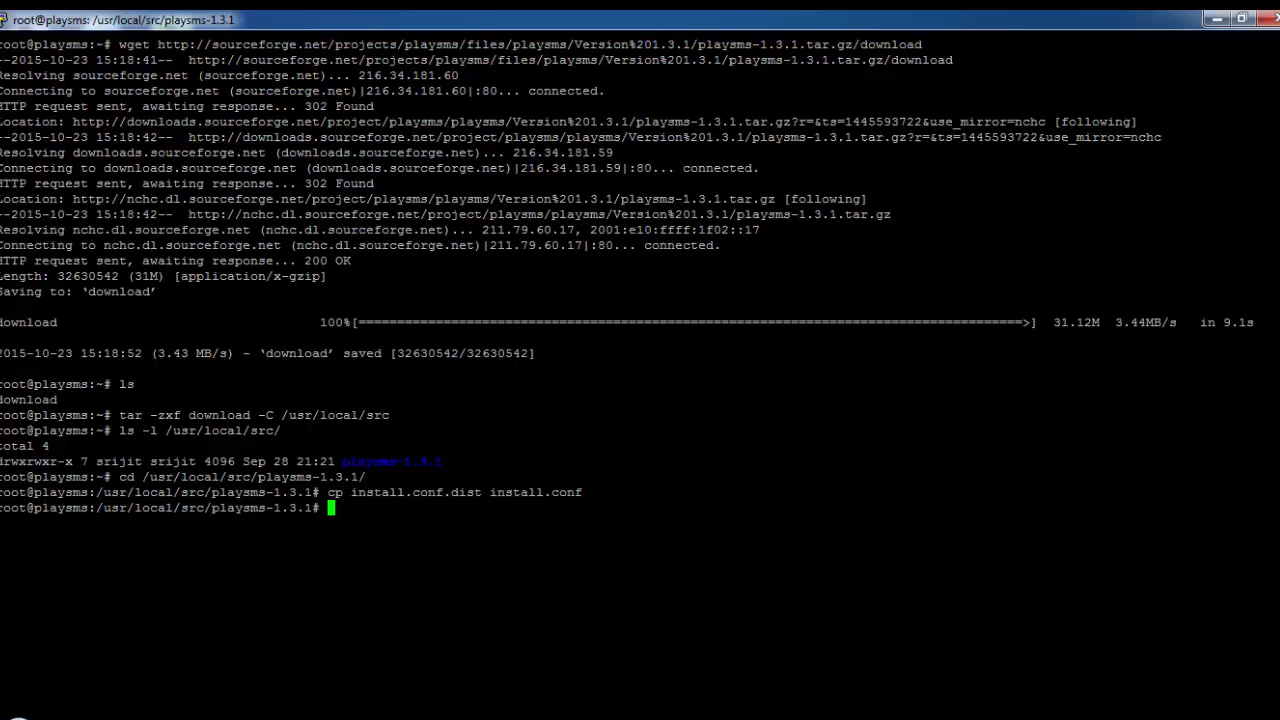 root@playsms: /usr/local/src/playsms-1.3.1
root@playsms:~# wget http://sourceforge.net/projects/playsms/files/playsms/Version%201.3.1/playsms-1.3.1.tar.gz/download
--2015-10-23 15:18:41--  http://sourceforge.net/projects/playsms/files/playsms/Version%201.3.1/playsms-1.3.1.tar.gz/download
Resolving sourceforge.net (sourceforge.net)... 216.34.181.60
Connecting to sourceforge.net (sourceforge.net)|216.34.181.60|:80... connected.
HTTP request sent, awaiting response... 302 Found
Location: http://downloads.sourceforge.net/project/playsms/playsms/Version%201.3.1/playsms-1.3.1.tar.gz?r=&ts=1445593722&use_mirror=nchc [following]
--2015-10-23 15:18:42--  http://downloads.sourceforge.net/project/playsms/playsms/Version%201.3.1/playsms-1.3.1.tar.gz?r=&ts=1445593722&use_mirror=nchc
Resolving downloads.sourceforge.net (downloads.sourceforge.net)... 216.34.181.59
Connecting to downloads.sourceforge.net (downloads.sourceforge.net)|216.34.181.59|:80... connected.
HTTP request sent, awaiting response... 302 Found
Location: http://nchc.dl.sourceforge.net/project/playsms/playsms/Version%201.3.1/playsms-1.3.1.tar.gz [following]
--2015-10-23 15:18:42--  http://nchc.dl.sourceforge.net/project/playsms/playsms/Version%201.3.1/playsms-1.3.1.tar.gz
Resolving nchc.dl.sourceforge.net (nchc.dl.sourceforge.net)... 211.79.60.17, 2001:e10:ffff:1f02::17
Connecting to nchc.dl.sourceforge.net (nchc.dl.sourceforge.net)|211.79.60.17|:80... connected.
HTTP request sent, awaiting response... 200 OK
Length: 32630542 (31M) [application/x-gzip]
Saving to: ‘download’
download 100%[======================================================================================>] 31.12M 3.44MB/s in 9.1s
2015-10-23 15:18:52 (3.43 MB/s) - ‘download’ saved [32630542/32630542]
root@playsms:~# ls
download
root@playsms:~# tar -zxf download -C /usr/local/src
root@playsms:~# ls -l /usr/local/src/
total 4
drwxrwxr-x 7 srijit srijit 4096 Sep 28 21:21 playsms-1.3.1
root@playsms:~# cd /usr/local/src/playsms-1.3.1/
root@playsms:/usr/local/src/playsms-1.3.1# cp install.conf.dist install.conf
root@playsms:/usr/local/src/playsms-1.3.1#